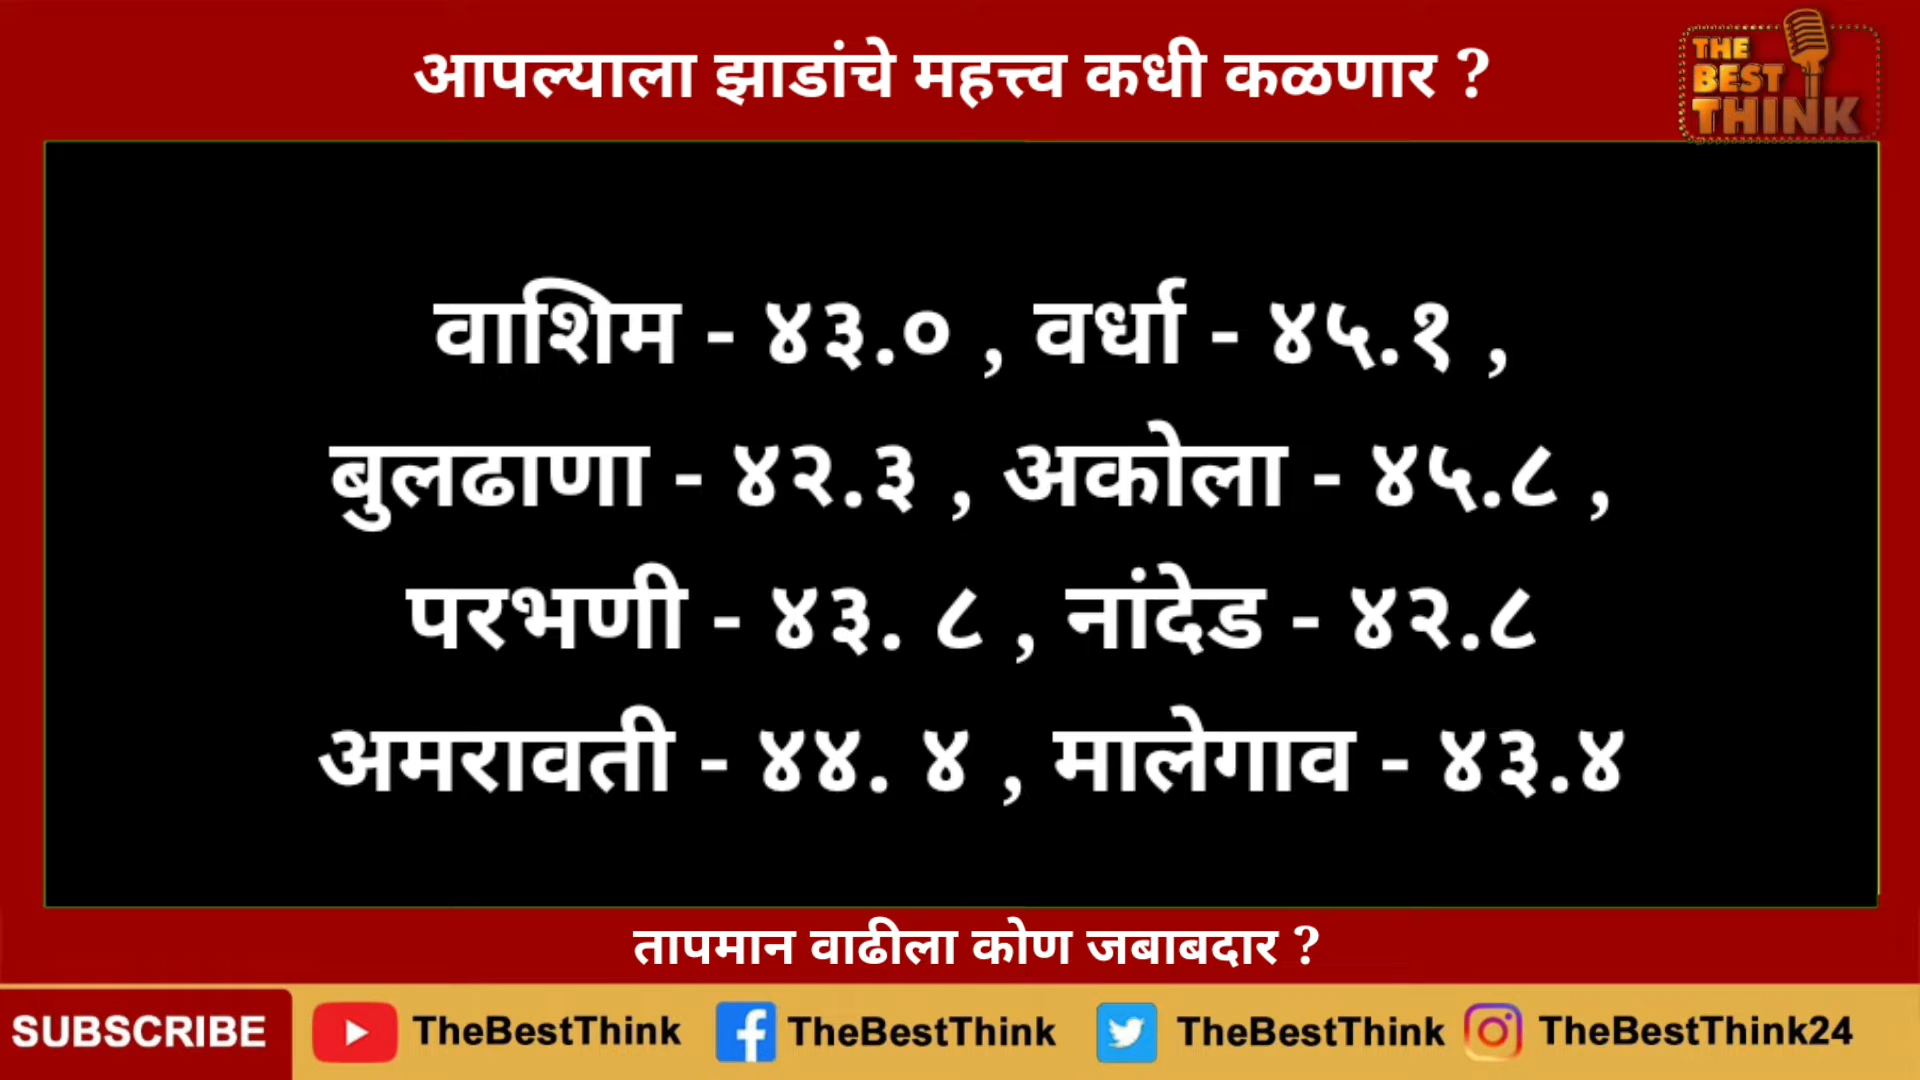 आपल्याला झाडांचे महत्त्व कधी कळणार ?
THE
BEST
THINK
वाशिम - ४३.० , वर्धा - ४५.१ ,
बुलढाणा - ४२.३ , अकोला - ४५.८ ,
परभणी - ४३. ८ , नांदेड - ४२.८
अमरावती - ४४. ४ , मालेगाव - ४३.४
तापमान वाढीला कोण जबाबदार ?
SUBSCRIBE TheBestThink TheBestThink TheBestThink TheBestThink24